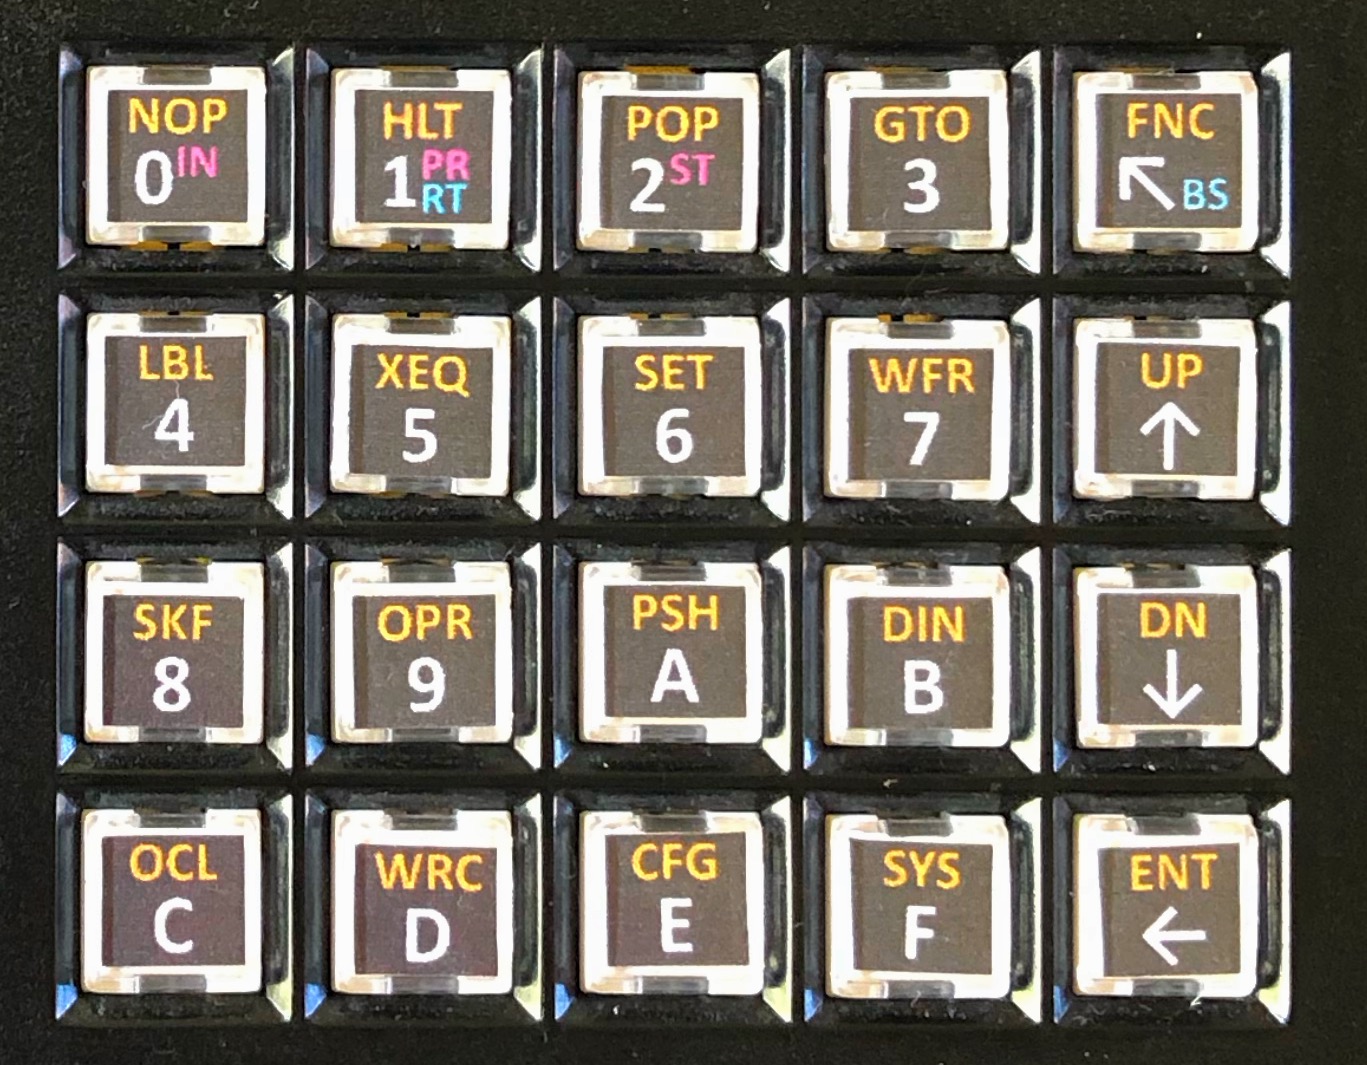 NOP
0 IN
HLT
1 PR
RT
POP
2 ST
GTO
3
FNC
↖ BS
LBL
4
XEQ
5
SET
6
WFR
7
UP
↑
SKF
8
OPR
9
PSH
A
DIN
B
DN
↓
OCL
C
WRC
D
CFG
E
SYS
F
ENT
←